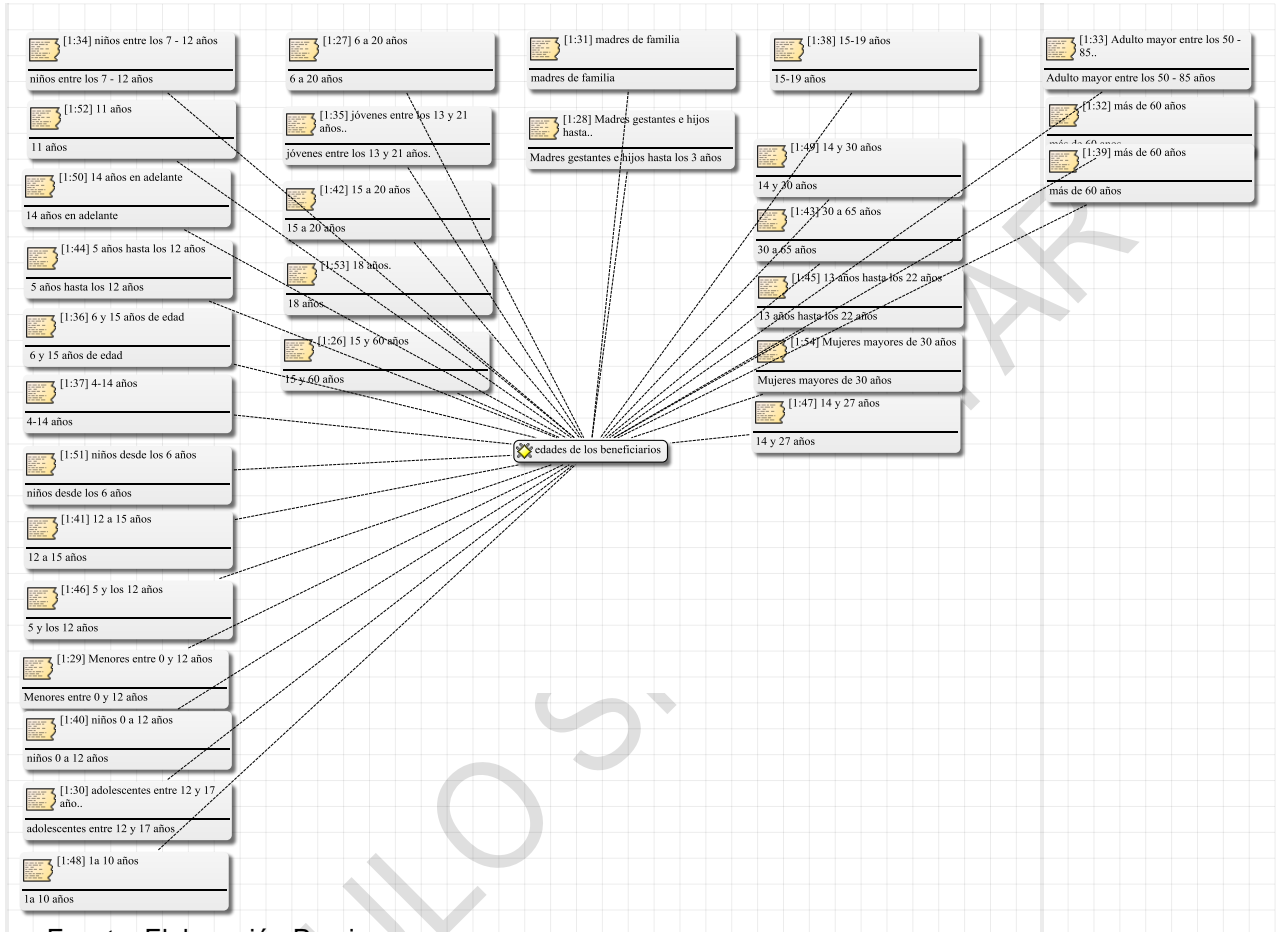 [1:34] niños entre los 7 - 12 años
niños entre los 7 - 12 años
[1:52] 11 años
11 años
[1:50] 14 años en adelante
14 años en adelante
[1:44] 5 años hasta los 12 años
5 años hasta los 12 años
[1:36] 6 y 15 años de edad
6 y 15 años de edad
[1:37] 4-14 años
4-14 años
[1:51] niños desde los 6 años
niños desde los 6 años
[1:41] 12 a 15 años
12 a 15 años
[1:46] 5 y los 12 años
5 y los 12 años
[1:29] Menores entre 0 y 12 años
Menores entre 0 y 12 años
[1:40] niños 0 a 12 años
niños 0 a 12 años
[1:30] adolescentes entre 12 y 17
año..
adolescentes entre 12 y 17 años
[1:48] 1a 10 años
1a 10 años
[1:27] 6 a 20 años
6 a 20 años
[1:35] jóvenes entre los 13 y 21
años..
jóvenes entre los 13 y 21 años.
[1:42] 15 a 20 años
15 a 20 años
[1:53] 18 años.
18 años.
[1:26] 15 y 60 años
15 y 60 años
[1:31] madres de familia
madres de familia
[1:28] Madres gestantes e hijos
hasta..
Madres gestantes e hijos hasta los 3 años
edades de los beneficiarios
[1:38] 15-19 años
15-19 años
[1:49] 14 y 30 años
14 y 30 años
[1:43] 30 a 65 años
30 a 65 años
[1:45] 13 años hasta los 22 años
13 años hasta los 22 años
[1:54] Mujeres mayores de 30 años
Mujeres mayores de 30 años
[1:47] 14 y 27 años
14 y 27 años
[1:33] Adulto mayor entre los 50 -
85..
Adulto mayor entre los 50 - 85 años
[1:32] más de 60 años
más de 60 años
[1:39] más de 60 años
más de 60 años